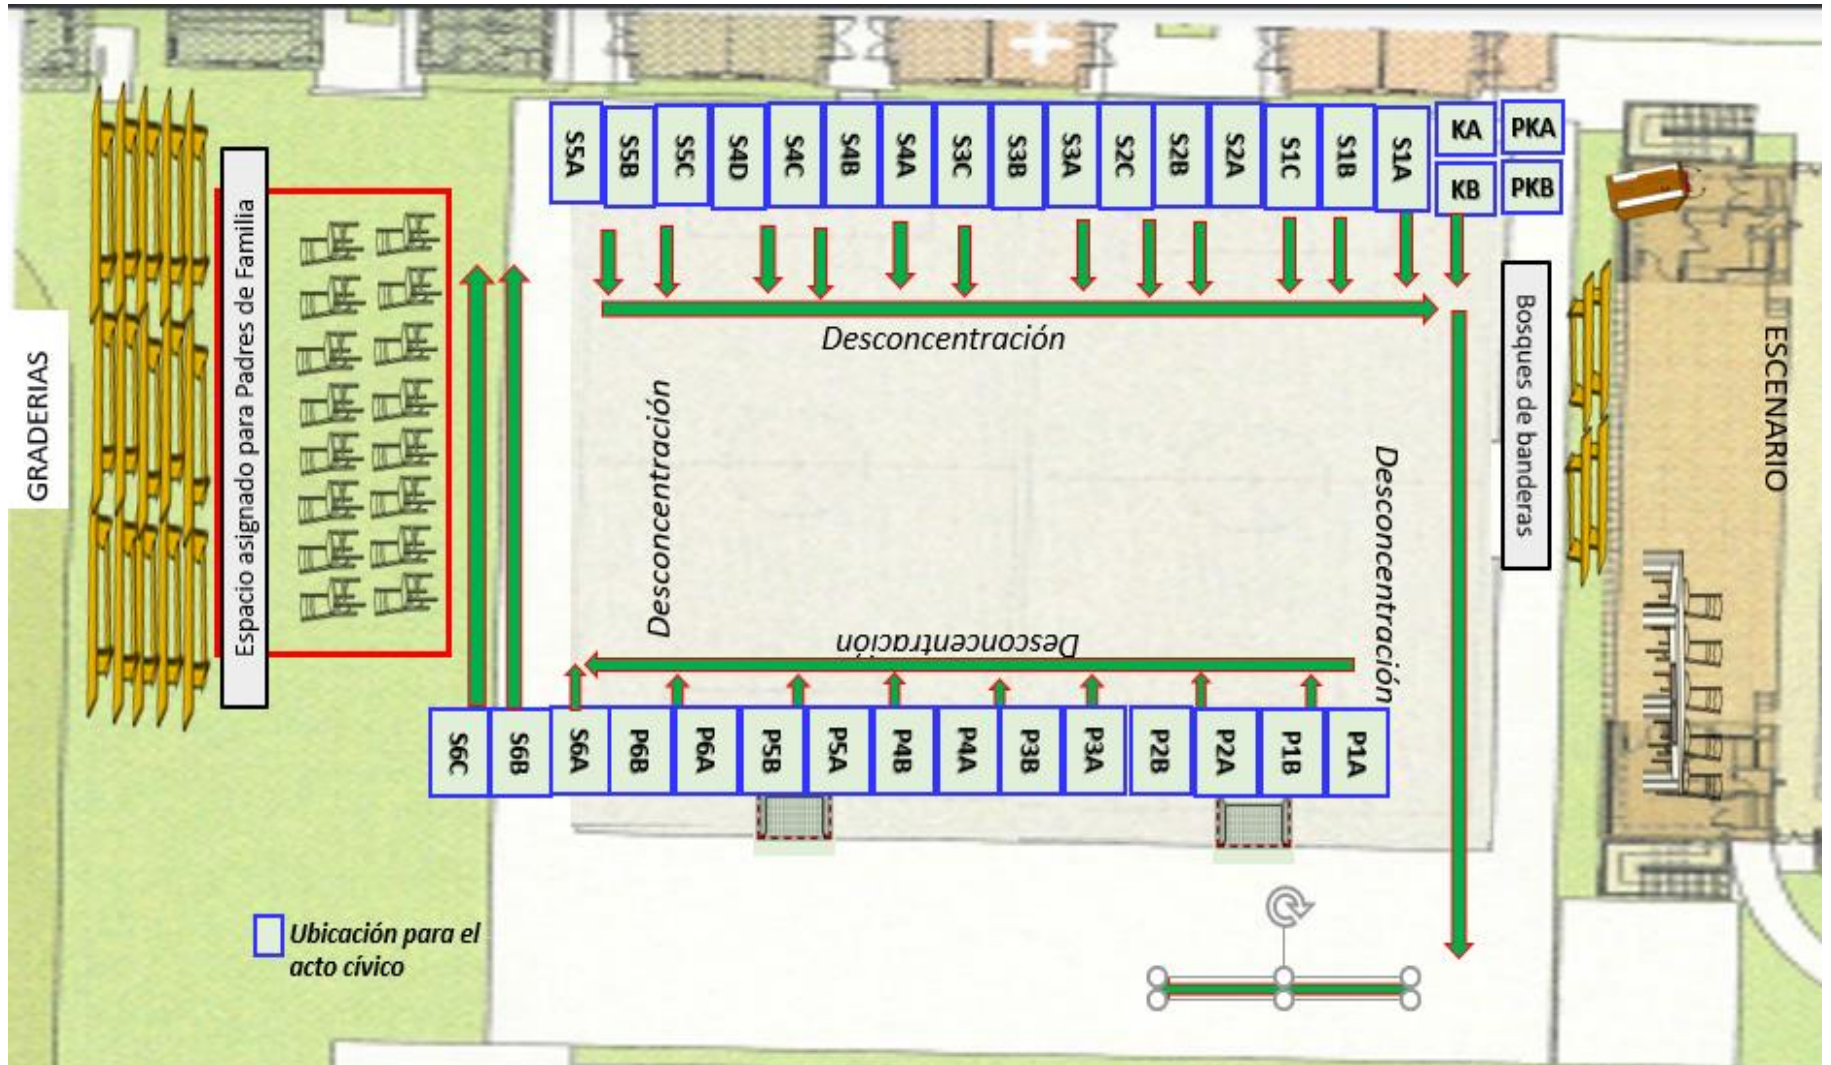 S5A
S5B
S5C
S4D
S4C
S4B
S4A
S3C
S3B
S3A
S2C
S2B
S2A
S1C
S1B
S1A
KA
PKA
KB
PKB
GRADERIAS
Espacio asignado para Padres de Familia
Desconcentración
Desconcentración
Desconcentración
Desconcentración
Bosques de banderas
ESCENARIO
S6C
S6B
S6A
P6B
P6A
P5B
P5A
P4B
P4A
P3B
P3A
P2B
P2A
P1B
P1A
Ubicación para el
acto cívico